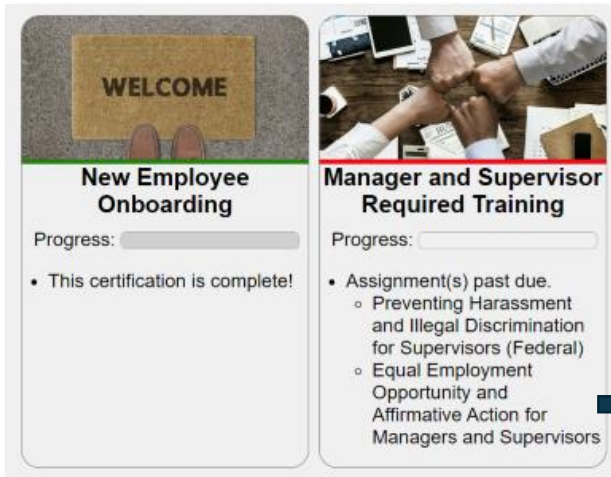 WELCOME
New Employee
Onboarding
Progress:
• This certification is complete!
Manager and Supervisor
Required Training
Progress:
• Assignment(s) past due.
○ Preventing Harassment
and Illegal Discrimination
for Supervisors (Federal)
○ Equal Employment
Opportunity and
Affirmative Action for
Managers and Supervisors